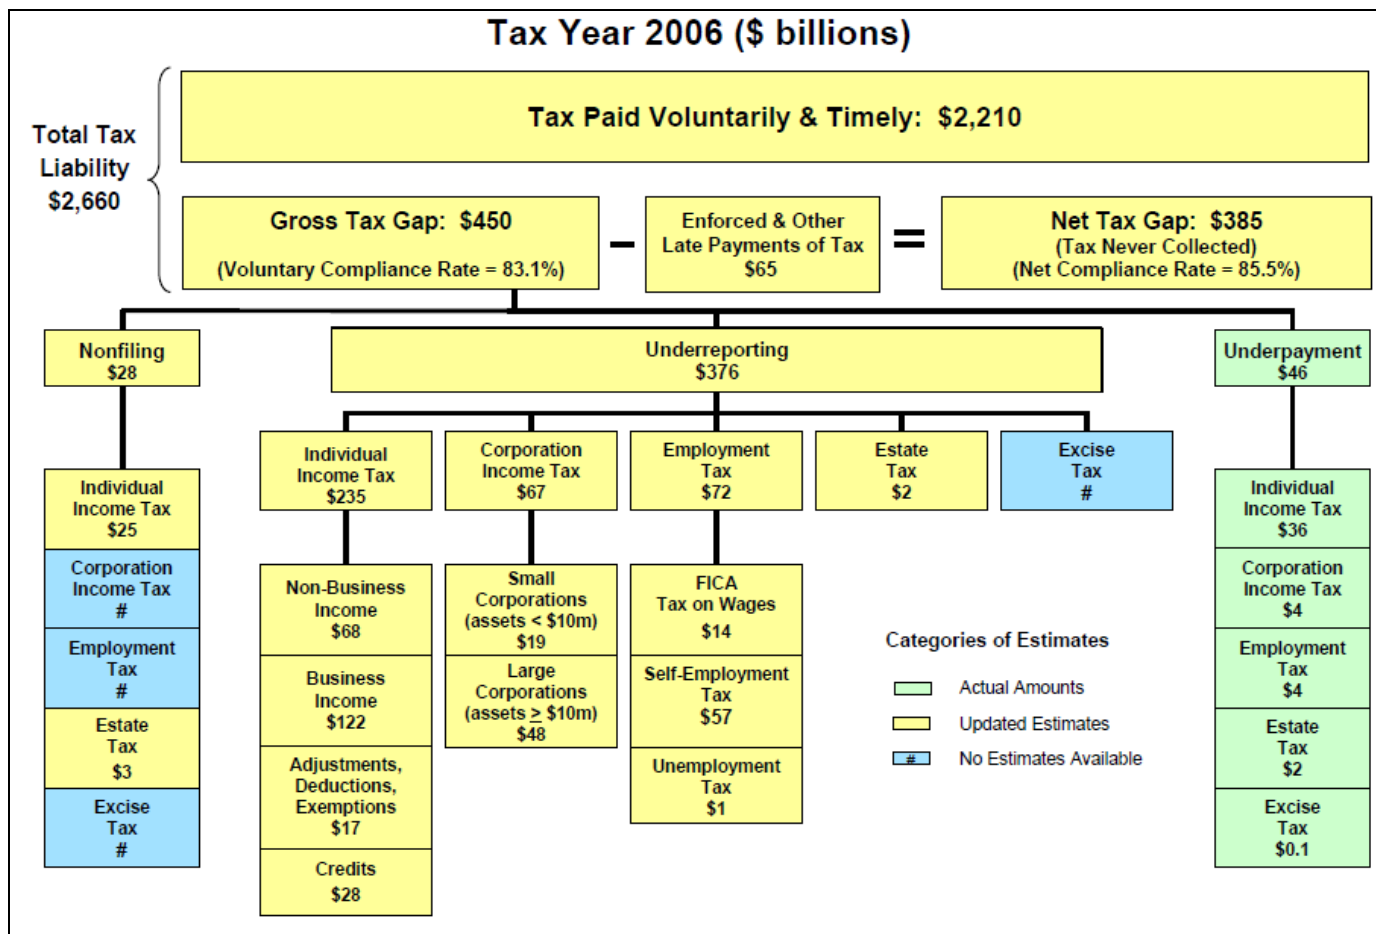 Tax Year 2006 ($ billions)
Total Tax
Liability
$2,660
Tax Paid Voluntarily & Timely: $2,210
Gross Tax Gap: $450
(Voluntary Compliance Rate = 83.1%)
–
Enforced & Other
Late Payments of Tax
$65
=
Net Tax Gap: $385
(Tax Never Collected)
(Net Compliance Rate = 85.5%)
Nonfiling
$28
Underreporting
$376
Underpayment
$46
Individual
Income Tax
$25
Corporation
Income Tax
#
Employment
Tax
#
Estate
Tax
$3
Excise
Tax
#
Individual
Income Tax
$235
Non-Business
Income
$68
Business
Income
$122
Adjustments,
Deductions,
Exemptions
$17
Credits
$28
Corporation
Income Tax
$67
Small
Corporations
(assets < $10m)
$19
Large
Corporations
(assets ≥ $10m)
$48
Employment
Tax
$72
FICA
Tax on Wages
$14
Self-Employment
Tax
$57
Unemployment
Tax
$1
Estate
Tax
$2
Excise
Tax
#
Categories of Estimates
Actual Amounts
Updated Estimates
# No Estimates Available
Individual
Income Tax
$36
Corporation
Income Tax
$4
Employment
Tax
$4
Estate
Tax
$2
Excise
Tax
$0.1